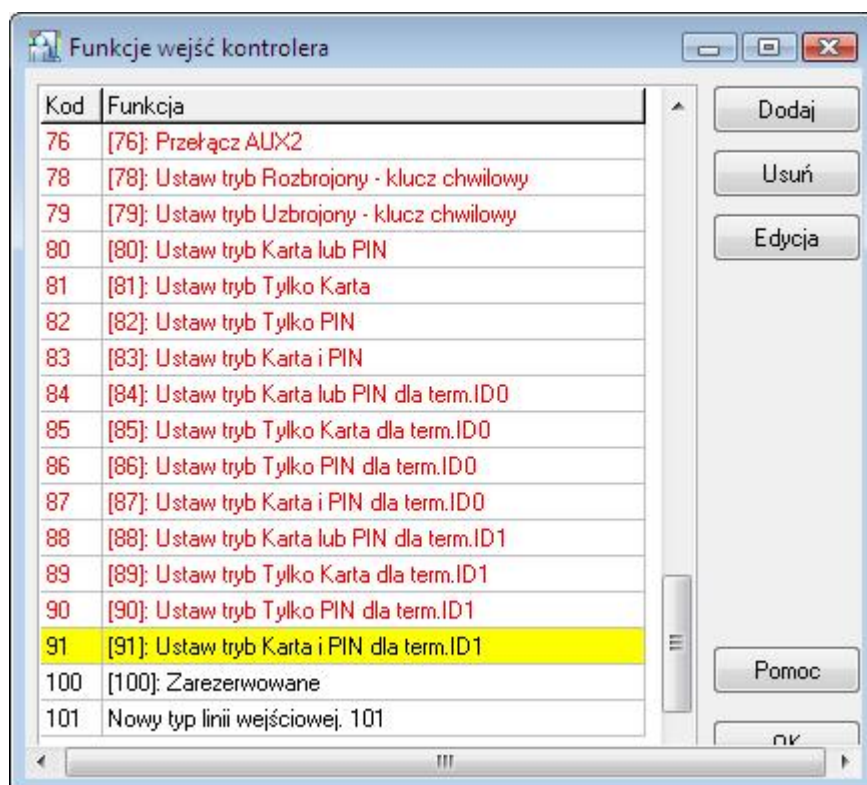 Funkcje wejść kontrolera
Kod Funkcja
76 [76]: Przełącz AUX2
78 [78]: Ustaw tryb Rozbrojony - klucz chwilowy
79 [79]: Ustaw tryb Uzbrojony - klucz chwilowy
80 [80]: Ustaw tryb Karta lub PIN
81 [81]: Ustaw tryb Tylko Karta
82 [82]: Ustaw tryb Tylko PIN
83 [83]: Ustaw tryb Karta i PIN
84 [84]: Ustaw tryb Karta lub PIN dla term.ID0
85 [85]: Ustaw tryb Tylko Karta dla term.ID0
86 [86]: Ustaw tryb Tylko PIN dla term.ID0
87 [87]: Ustaw tryb Karta i PIN dla term.ID0
88 [88]: Ustaw tryb Karta lub PIN dla term.ID1
89 [89]: Ustaw tryb Tylko Karta dla term.ID1
90 [90]: Ustaw tryb Tylko PIN dla term.ID1
91 [91]: Ustaw tryb Karta i PIN dla term.ID1
100 [100]: Zarezerwowane
101 Nowy typ linii wejściowej. 101
Dodaj
Usuń
Edycja
Pomoc
OK